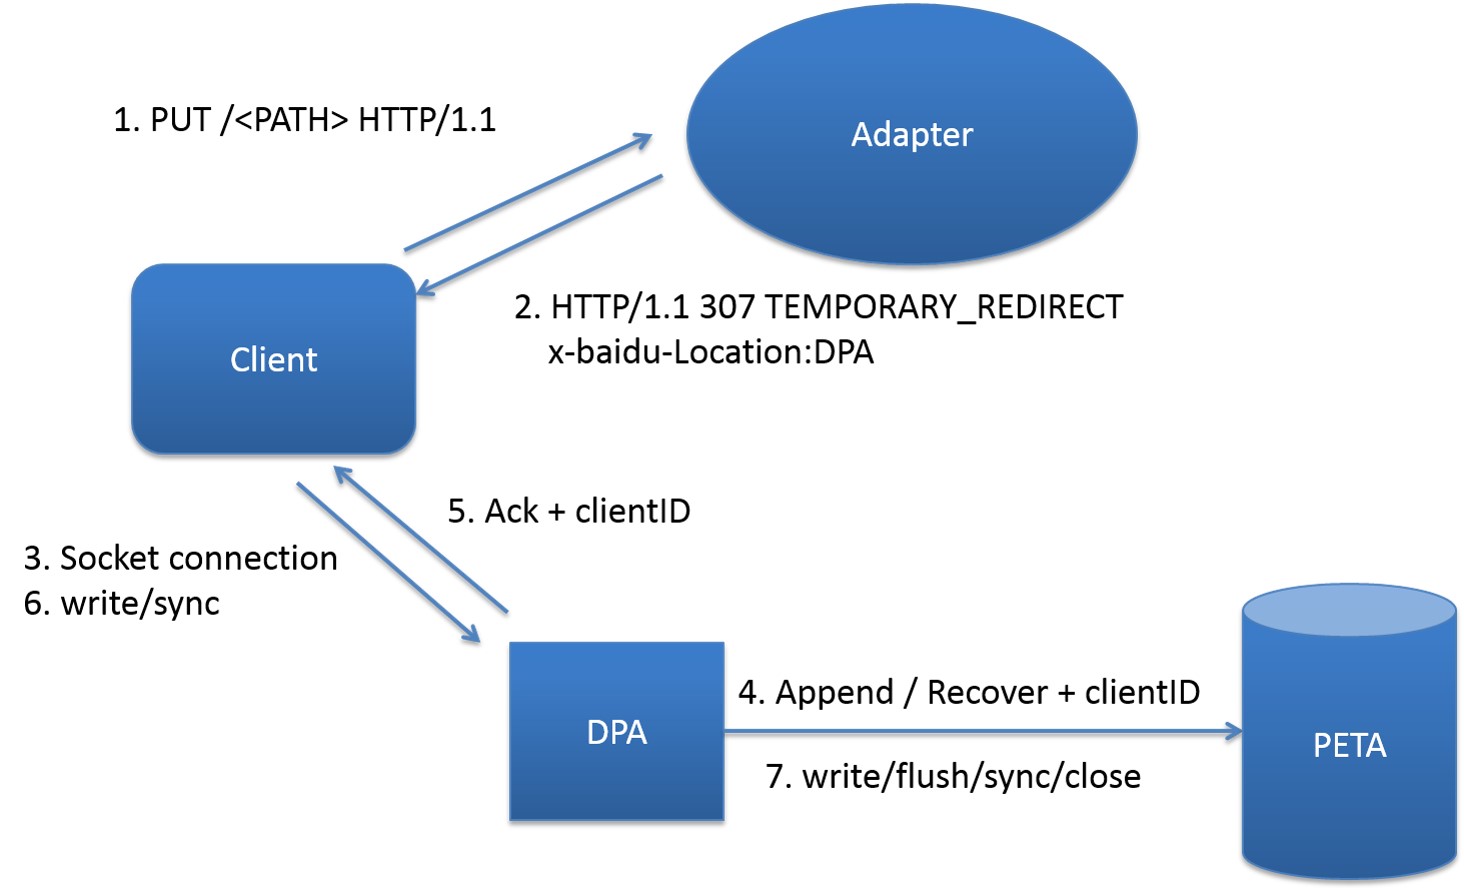 1. PUT /<PATH> HTTP/1.1
Adapter
2. HTTP/1.1 307 TEMPORARY_REDIRECT
x-baidu-Location:DPA
Client
5. Ack + clientID
3. Socket connection
6. write/sync
4. Append / Recover + clientID
DPA
PETA
7. write/flush/sync/close